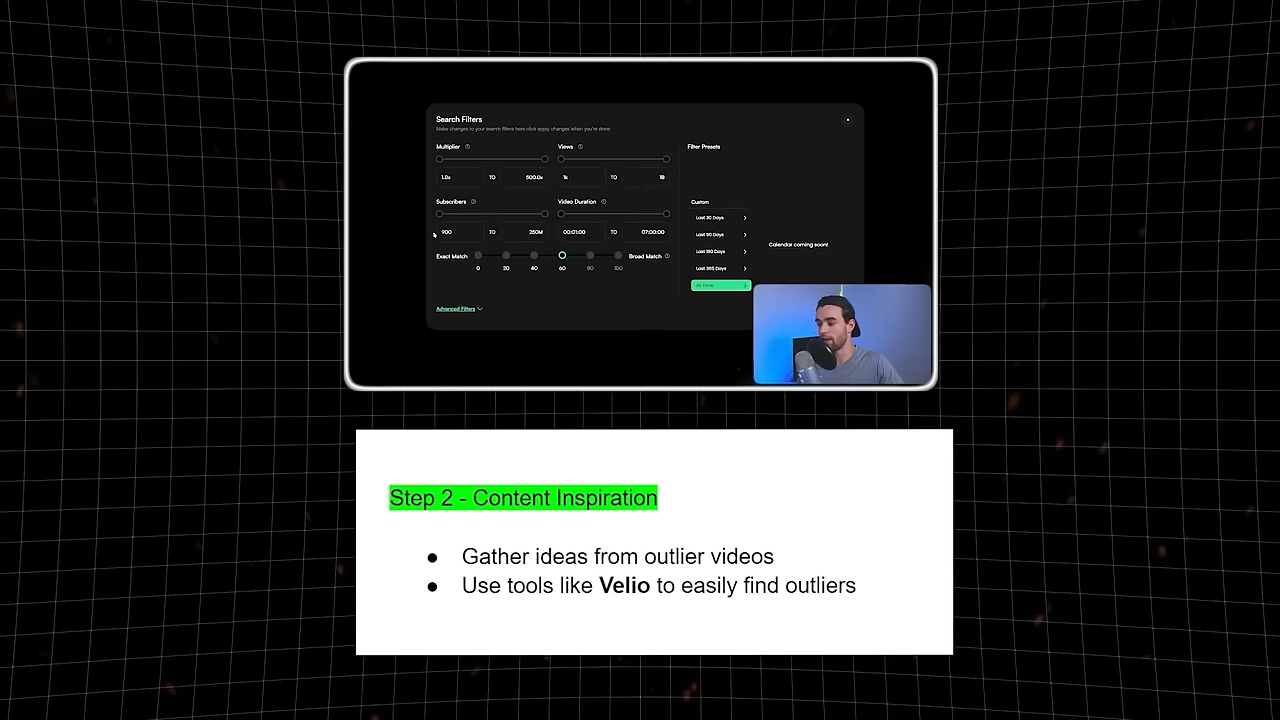 Search Filters
Make changes to your search filters here click apply changes when you're done
Multiplier
Views
Filter Presets
1.0x TO 500.0x
1k TO 1B
Subscribers
Video Duration
Custom
Last 30 Days
900 TO 250M
00:01:00 TO 07:00:00
Last 90 Days
Calendar coming soon!
Last 180 Days
Exact Match
Broad Match
0 20 40 60 80 100
Last 365 Days
All Time
Advanced Filters
Step 2 - Content Inspiration
● Gather ideas from outlier videos
● Use tools like Velio to easily find outliers